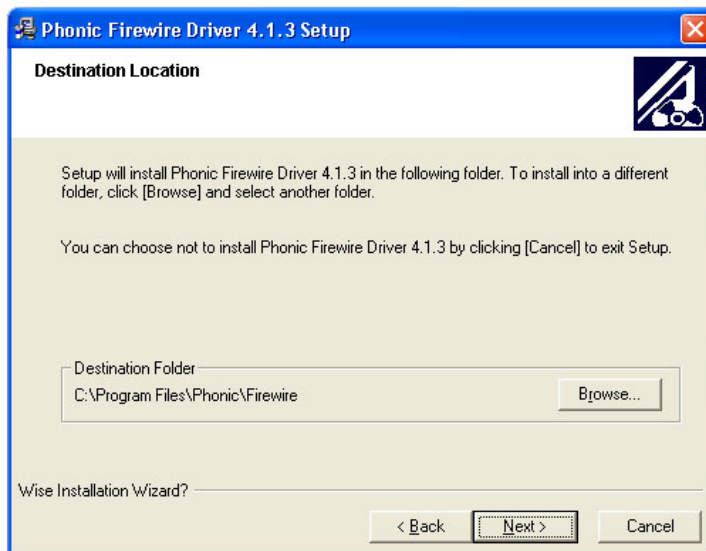 Phonic Firewire Driver 4.1.3 Setup
Destination Location
Setup will install Phonic Firewire Driver 4.1.3 in the following folder. To install into a different
folder, click [Browse] and select another folder.
You can choose not to install Phonic Firewire Driver 4.1.3 by clicking [Cancel] to exit Setup.
Destination Folder
C:\Program Files\Phonic\Firewire
Browse...
Wise Installation Wizard?
< Back
Next >
Cancel